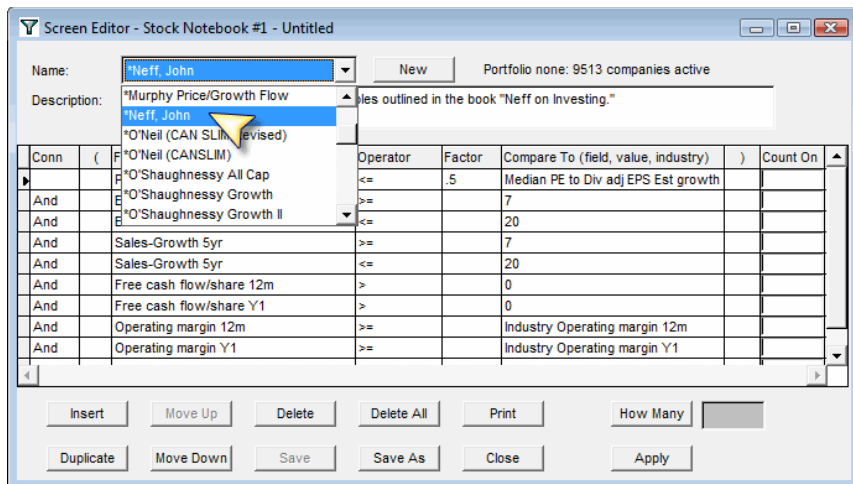 Screen Editor - Stock Notebook #1 - Untitled
Name: *Neff, John New Portfolio none: 9513 companies active
Description: ples outlined in the book "Neff on Investing."
*Murphy Price/Growth Flow
*Neff, John
*O'Neil (CAN SLIM evised)
*O'Neil (CANSLIM)
*O'Shaughnessy All Cap
*O'Shaughnessy Growth
*O'Shaughnessy Growth II
Conn ( F Operator Factor Compare To (field, value, industry) ) Count On
P <= .5 Median PE to Div adj EPS Est growth
And E >= 7
And E <= 20
And Sales-Growth 5yr >= 7
And Sales-Growth 5yr <= 20
And Free cash flow/share 12m > 0
And Free cash flow/share Y1 > 0
And Operating margin 12m >= Industry Operating margin 12m
And Operating margin Y1 >= Industry Operating margin Y1
Insert Move Up Delete Delete All Print How Many
Duplicate Move Down Save Save As Close Apply